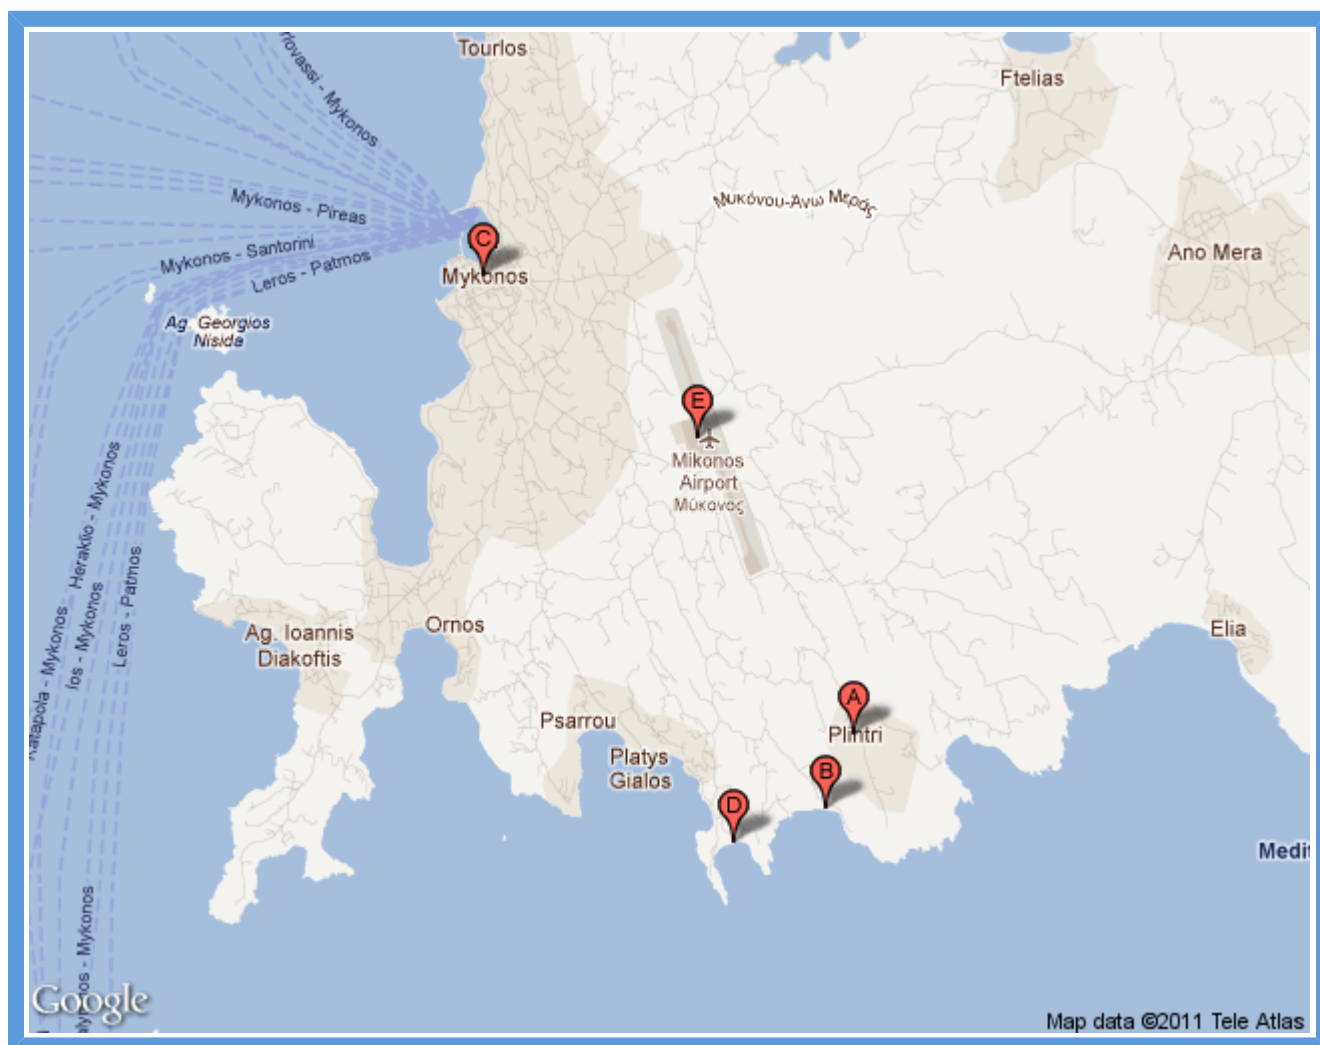 Tourlos
Ftelias
Mykonos
Mykonos - Pireas
Μυκόνου-Άνω Μεράς
C
Mykonos - Santorini
Leros - Patmos
Mykonos
Ano Mera
Ag. Georgios
Nisida
E
Mikonos
Airport
Μύκονος
Heraklio - Mykonos
Leros - Patmos
Ios - Mykonos
Katapola - Mykonos
Ag. Ioannis
Diakoftis
Ornos
Elia
A
Psarrou
Plintri
Platys
Gialos
B
D
Mykonos
Google
Map data ©2011 Tele Atlas